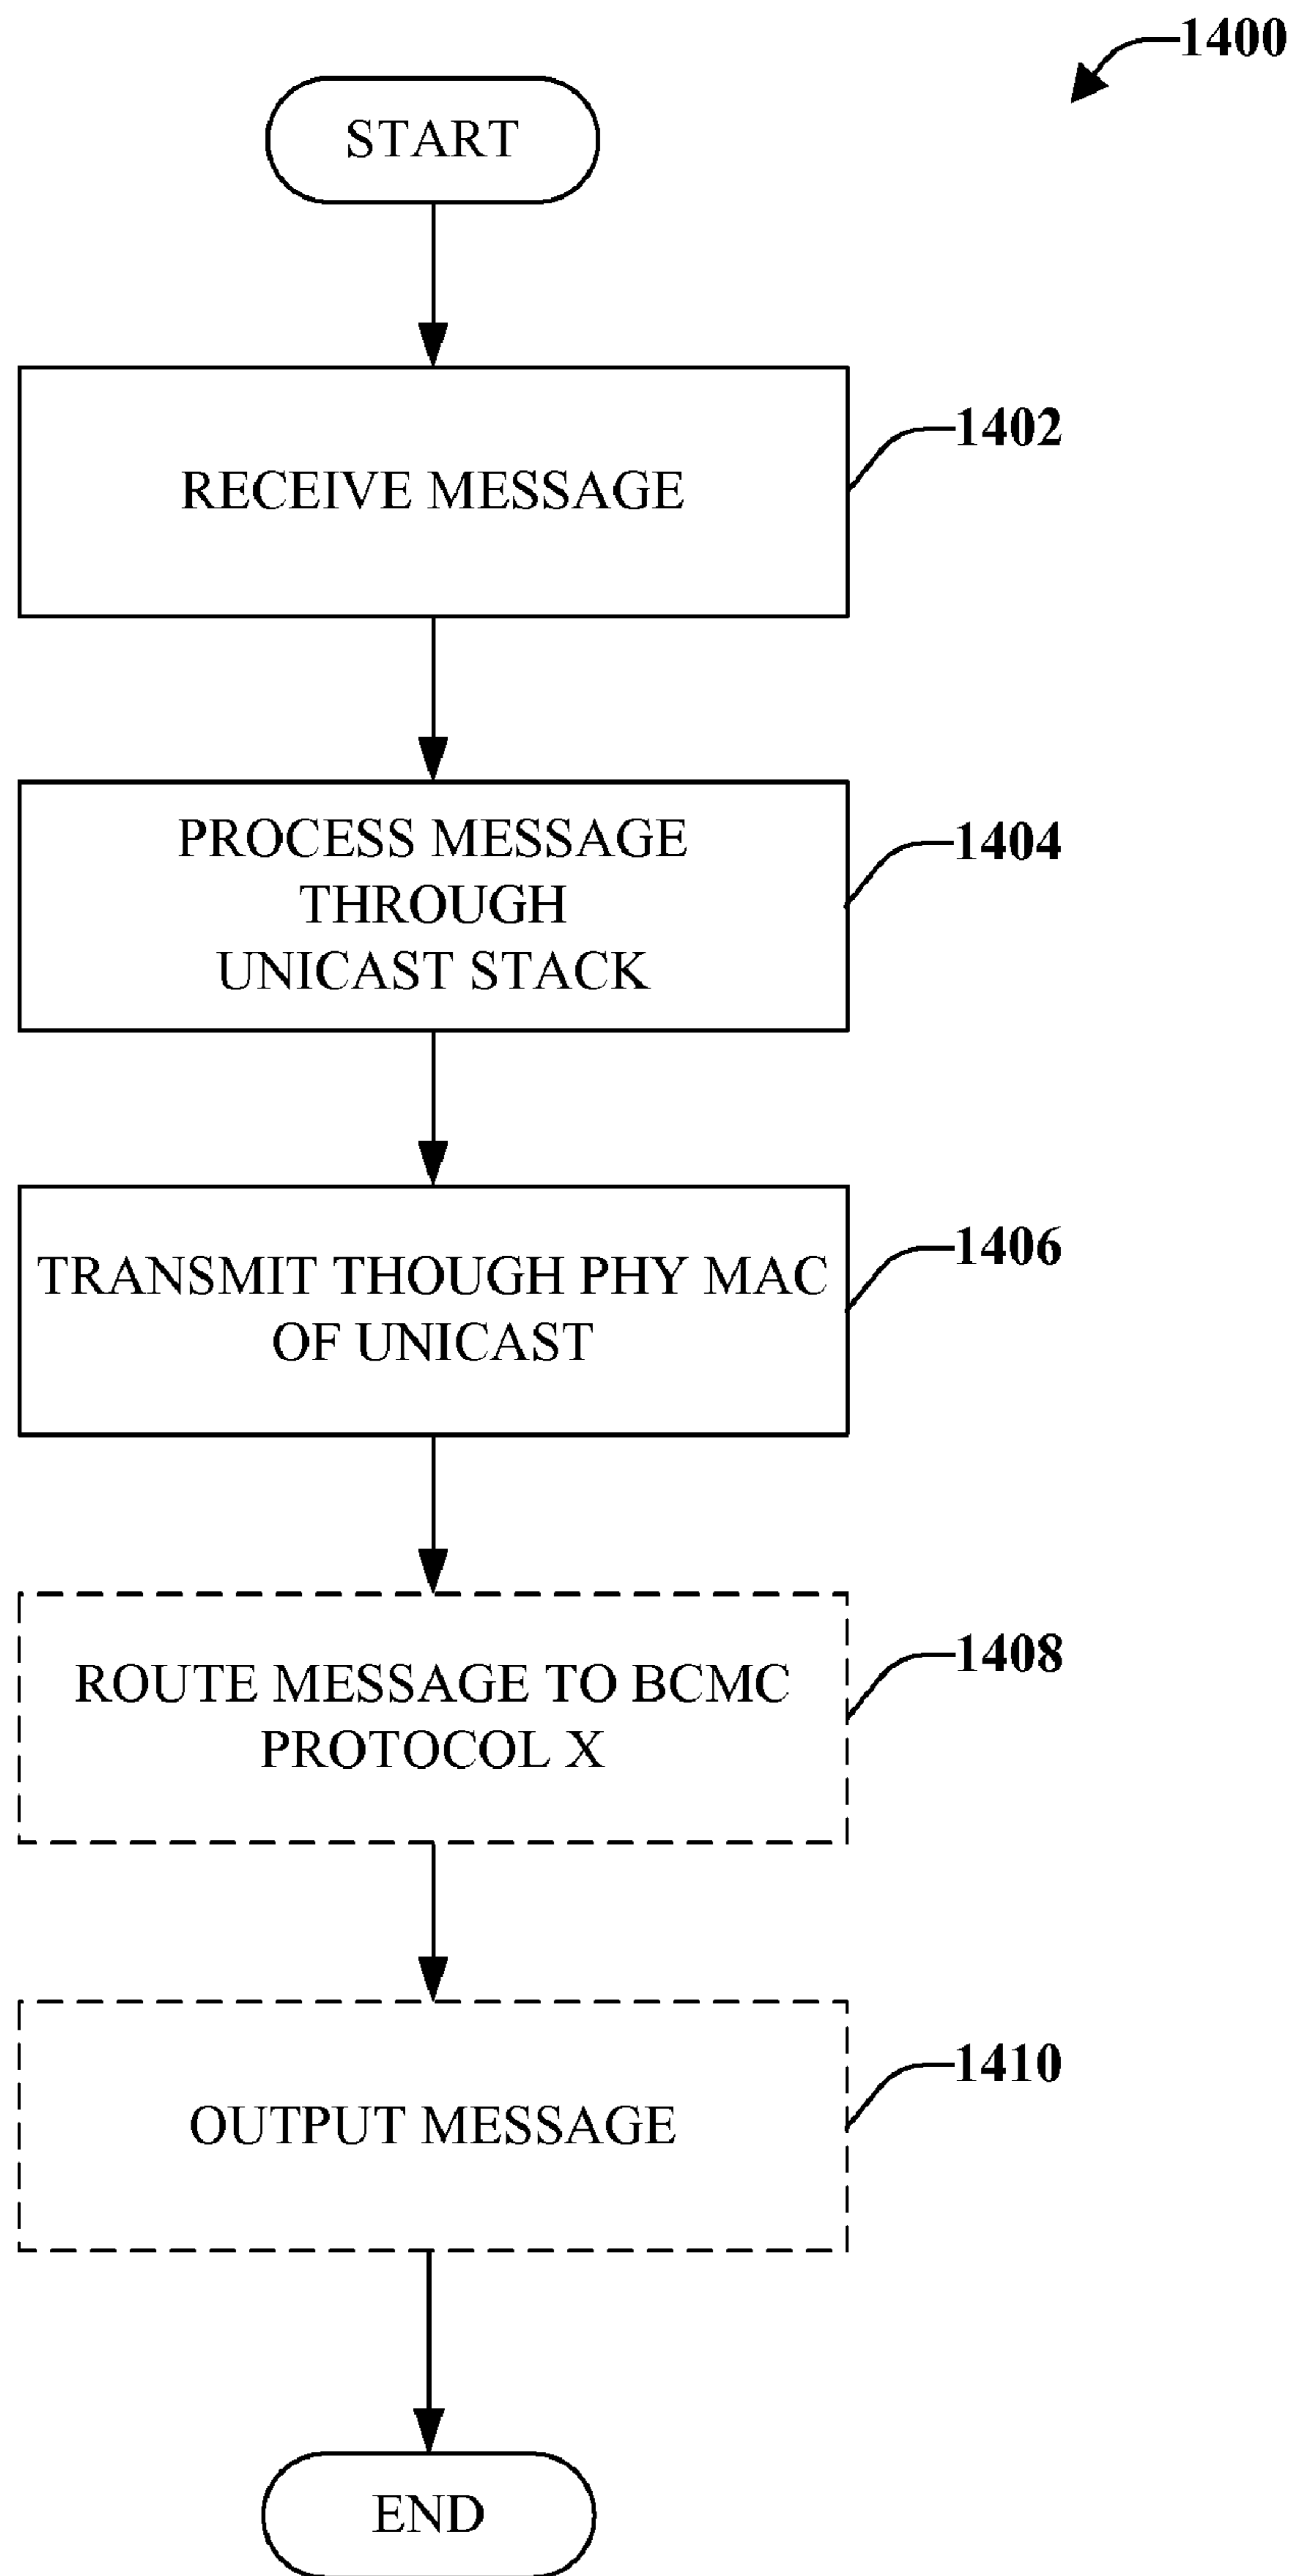 1400
START
RECEIVE MESSAGE
1402
PROCESS MESSAGE
THROUGH
UNICAST STACK
1404
TRANSMIT THOUGH PHY MAC
OF UNICAST
1406
ROUTE MESSAGE TO BCMC
PROTOCOL X
1408
OUTPUT MESSAGE
1410
END